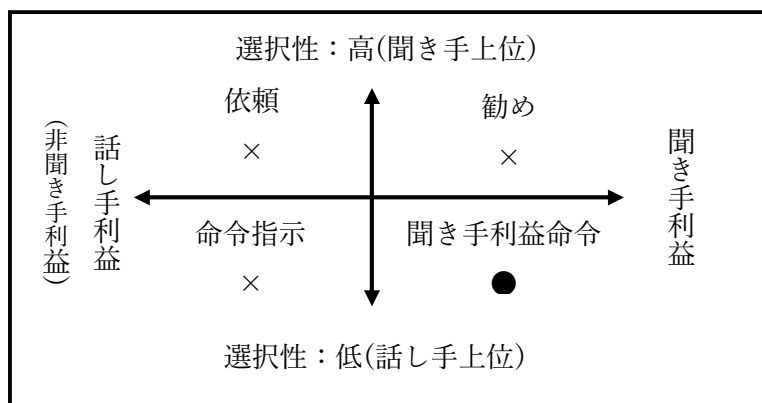 選択性：高(聞き手上位)
依頼
勧め
×
×
(非聞き手利益)
話し手利益
聞き手利益
命令指示
聞き手利益命令
×
●
選択性：低(話し手上位)